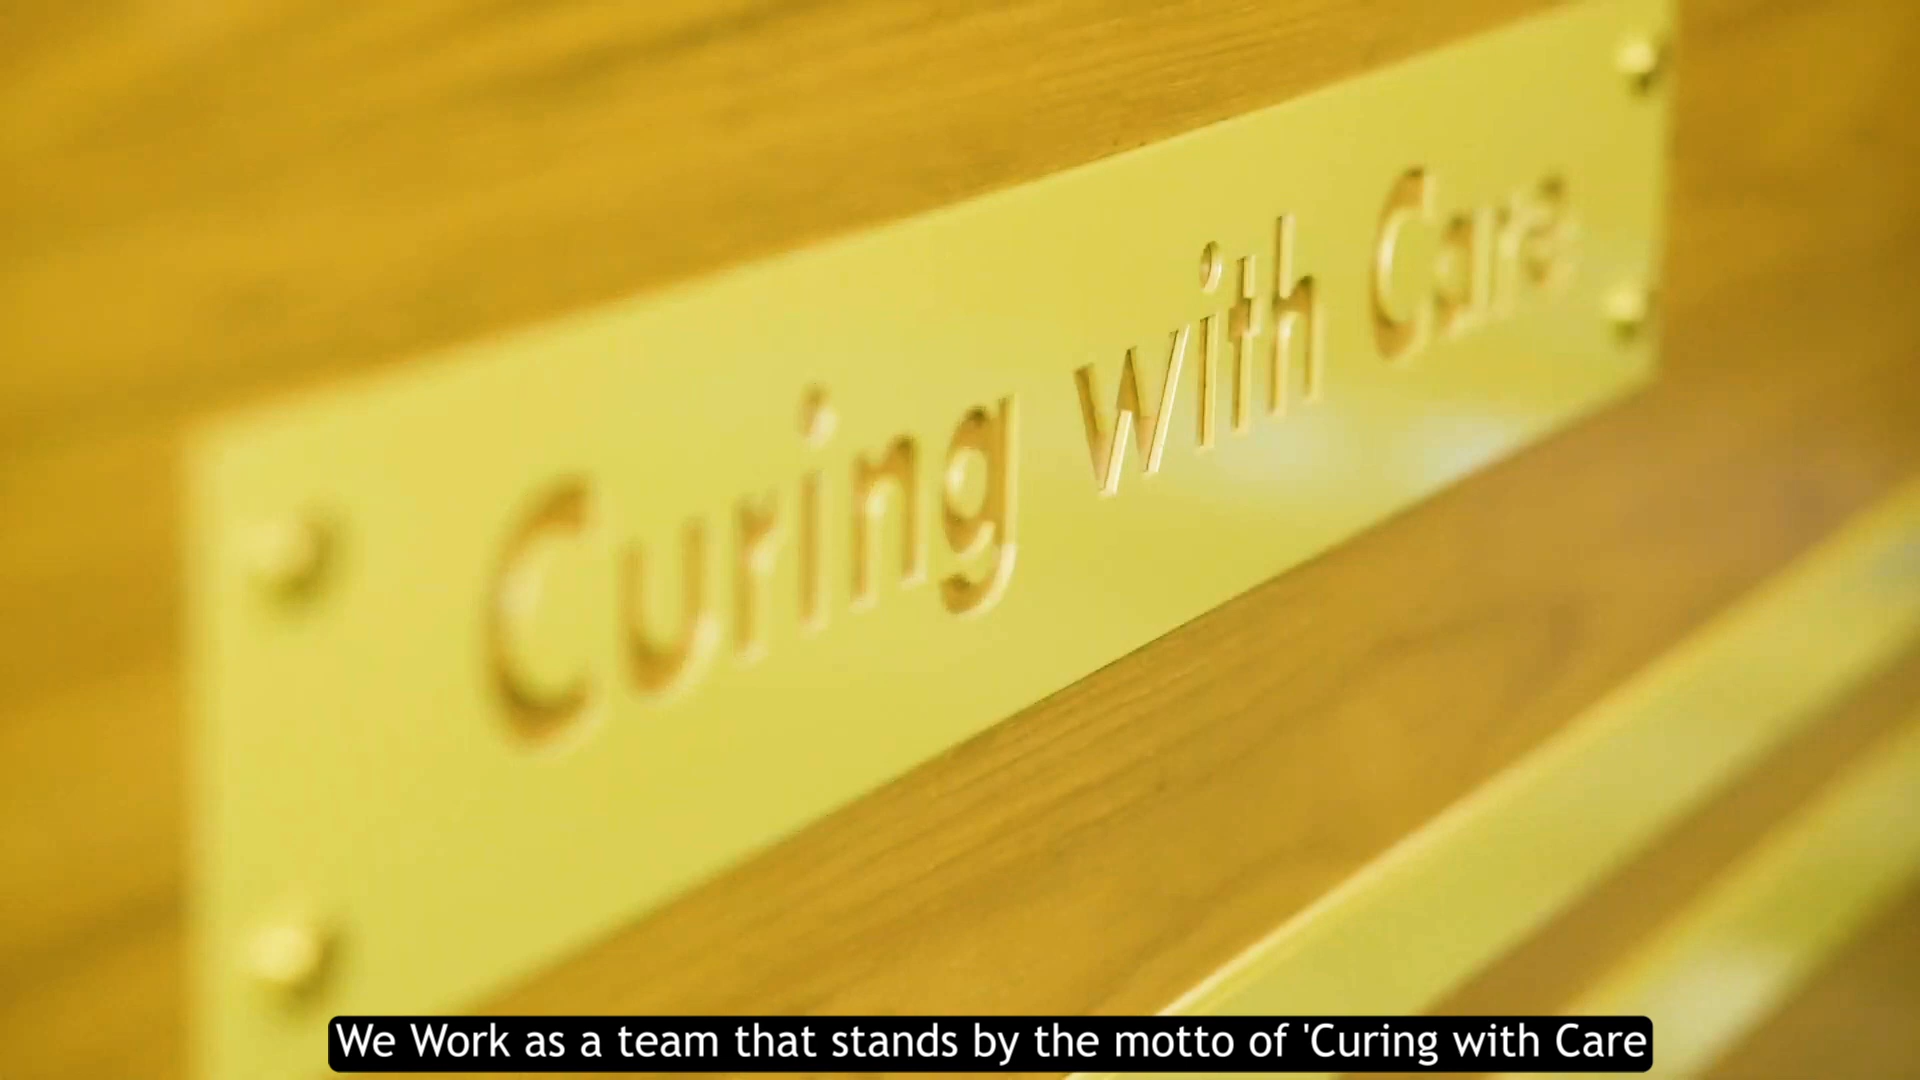 Curing with Care
We Work as a team that stands by the motto of 'Curing with Care